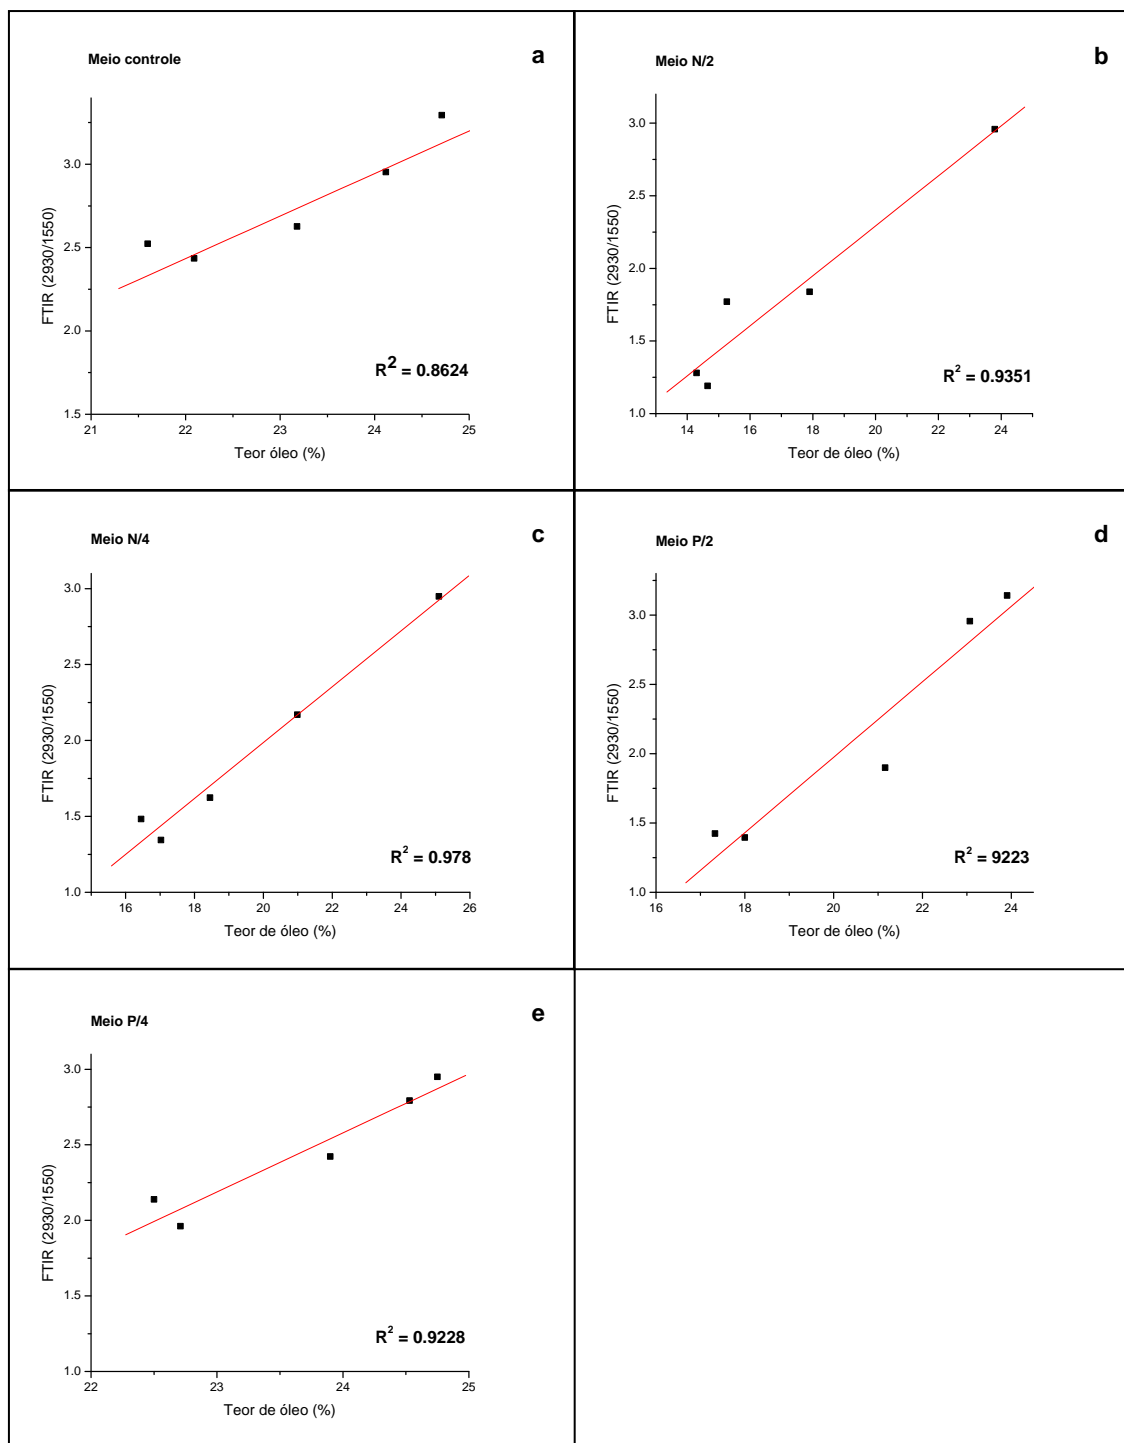 Meio controle
a
3.0
2.5
2.0
1.5
FTIR (2930/1550)
R² = 0.8624
21 22 23 24 25
Teor óleo (%)
Meio N/2
b
3.0
2.5
2.0
1.5
1.0
FTIR (2930/1550)
R² = 0.9351
14 16 18 20 22 24
Teor de óleo (%)
Meio N/4
c
3.0
2.5
2.0
1.5
1.0
FTIR (2930/1550)
R² = 0.978
16 18 20 22 24 26
Teor de óleo (%)
Meio P/2
d
3.0
2.5
2.0
1.5
1.0
FTIR (2930/1550)
R² = 9223
16 18 20 22 24
Teor de óleo (%)
Meio P/4
e
3.0
2.5
2.0
1.5
1.0
FTIR (2930/1550)
R² = 0.9228
22 23 24 25
Teor de óleo (%)